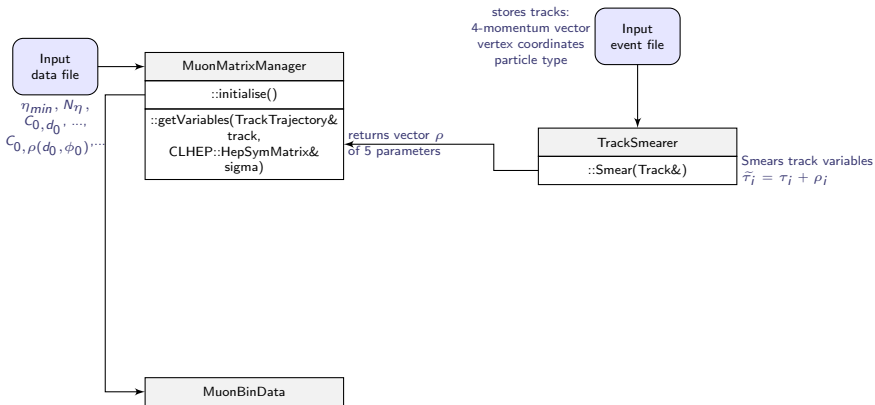 stores tracks:
4-momentum vector
vertex coordinates
particle type
Input
event file
Input
data file
MuonMatrixManager
::initialise()
::getVariables(TrackTrajectory&
track,
CLHEP::HepSymMatrix&
sigma)
η_min, N_η,
C_0,d_0, ...,
C_0,ρ(d_0,ϕ_0),...
returns vector ρ
of 5 parameters
TrackSmearer
::Smear(Track&)
Smears track variables
τ̃_i = τ_i + ρ_i
MuonBinData